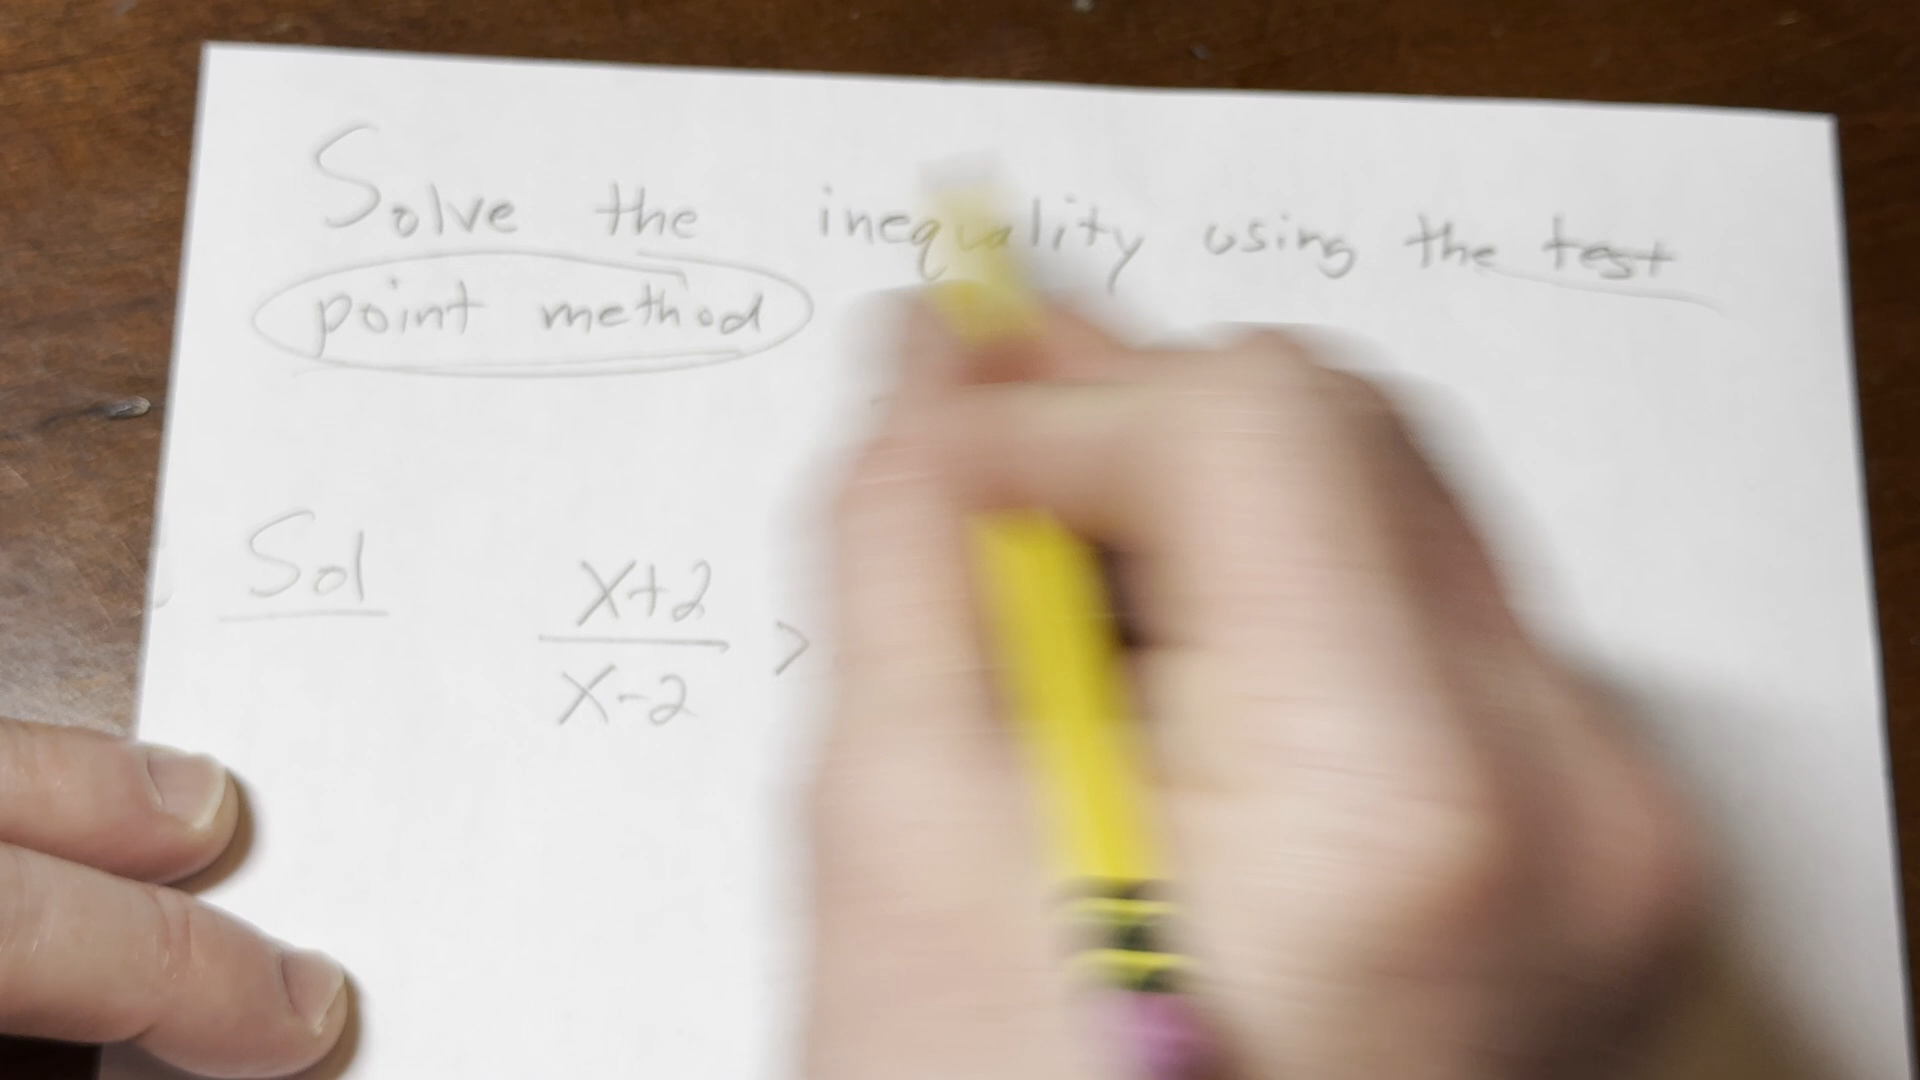 Solve the inequality using the test
point method
Sol
x+2
>
x-2